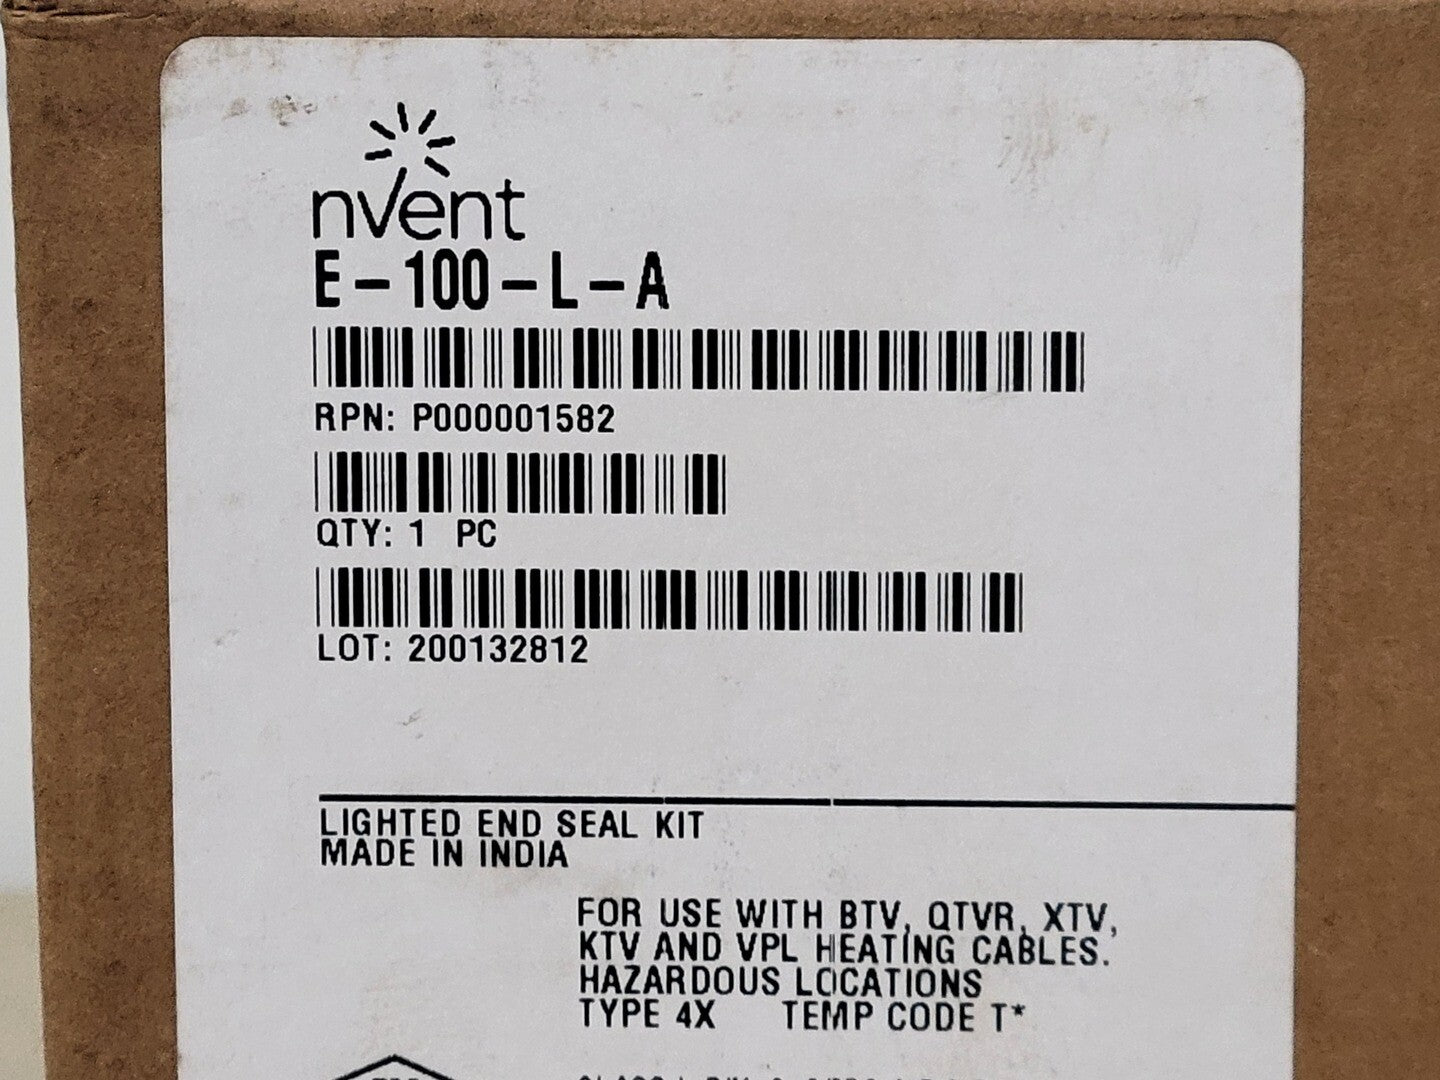 nVent
E-100-L-A
RPN: P000001582
QTY: 1 PC
LOT: 200132812
LIGHTED END SEAL KIT
MADE IN INDIA
FOR USE WITH BTV, QTVR, XTV,
KTV AND VPL HEATING CABLES.
HAZARDOUS LOCATIONS
TYPE 4X TEMP CODE T*